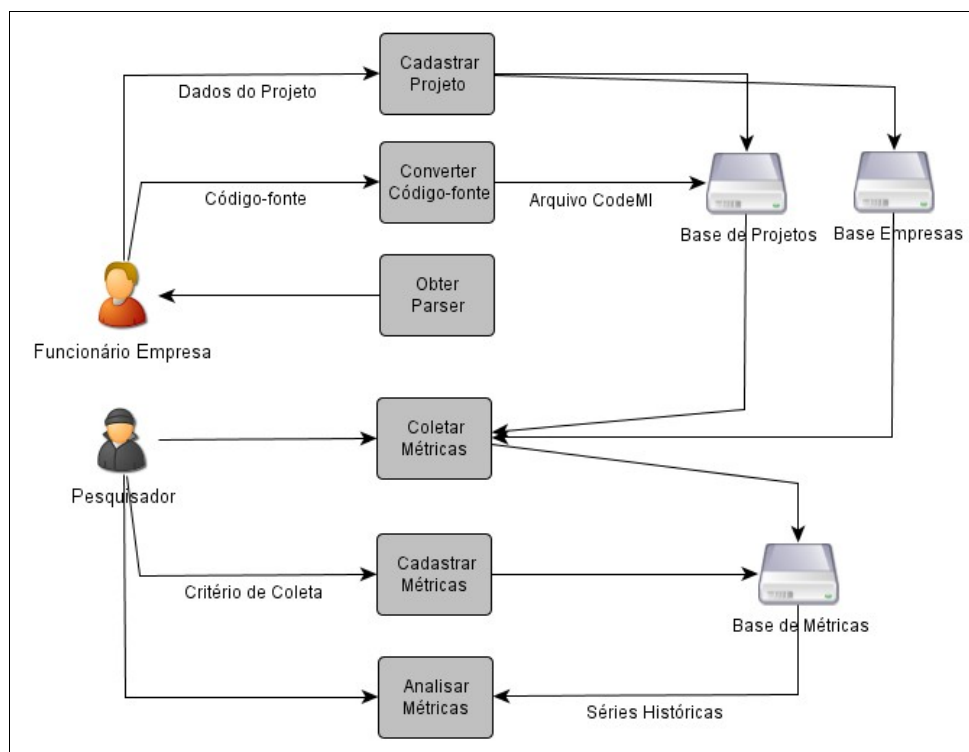 Cadastrar
Projeto
Dados do Projeto
Converter
Código-fonte
Código-fonte
Arquivo CodeMI
Base de Projetos
Base Empresas
Obter
Parser
Funcionário Empresa
Coletar
Métricas
Pesquisador
Cadastrar
Métricas
Critério de Coleta
Base de Métricas
Analisar
Métricas
Séries Históricas